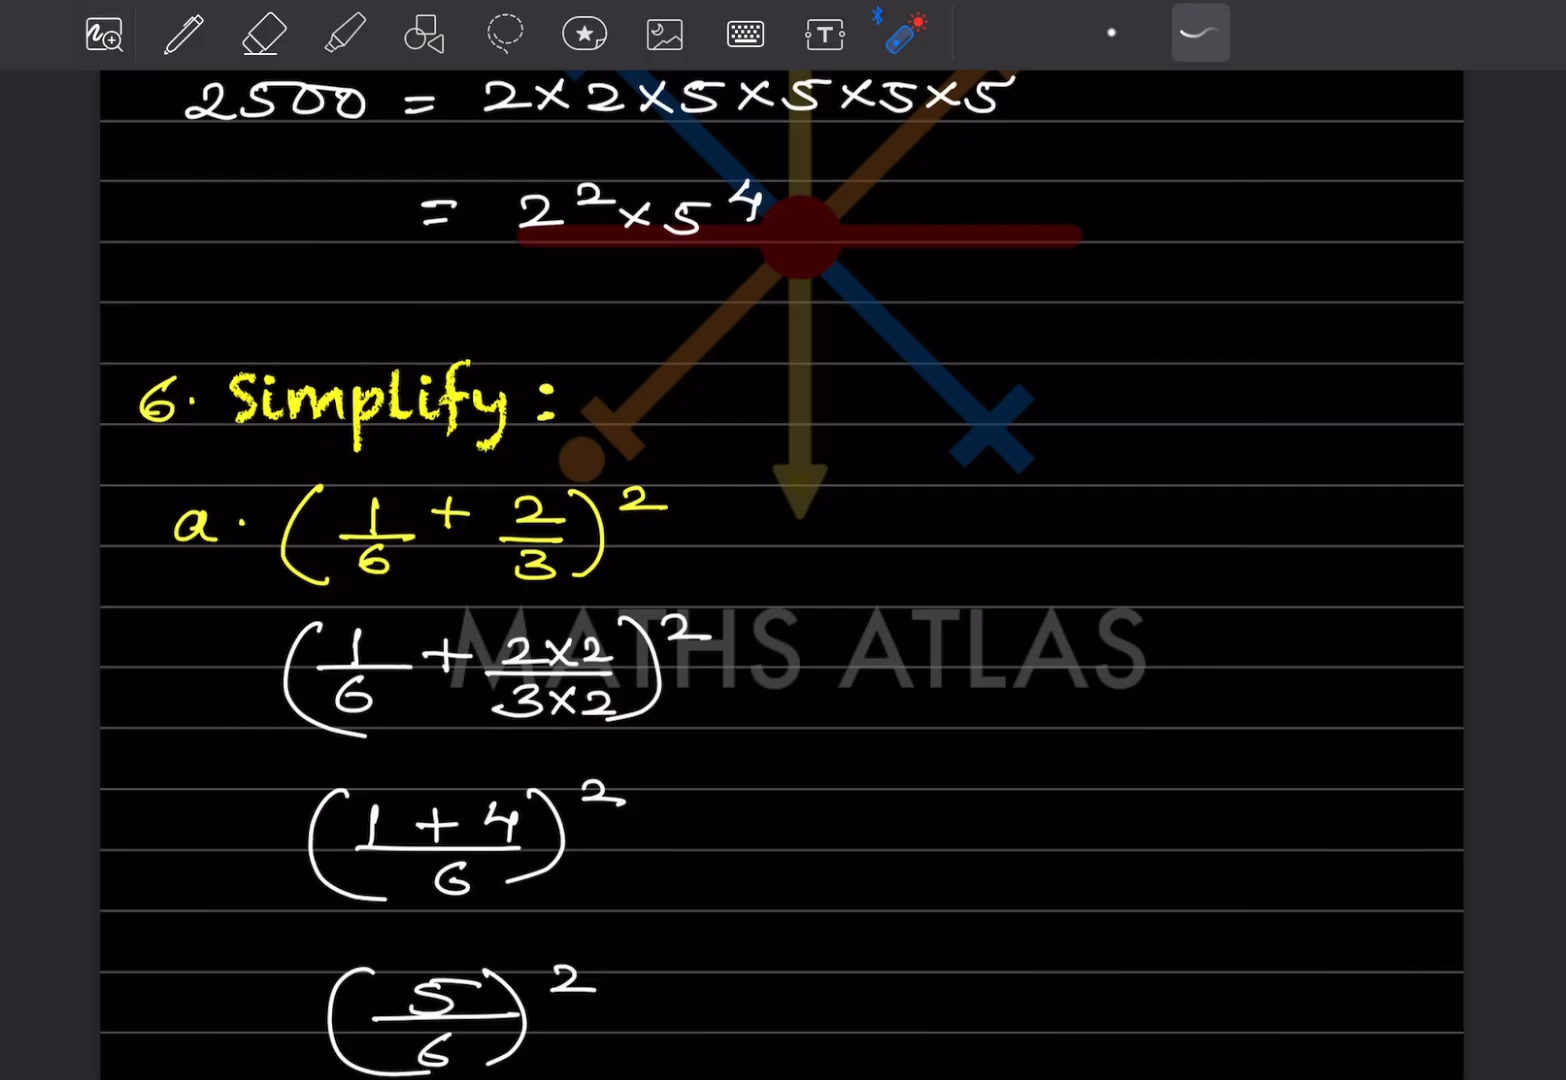 2500 = 2×2×5×5×5×5
= 2² × 5⁴
6. Simplify :
a. (1/6 + 2/3)²
(1/6 + 2×2/3×2)²
MATHS ATLAS
(1 + 4/6)²
(5/6)²